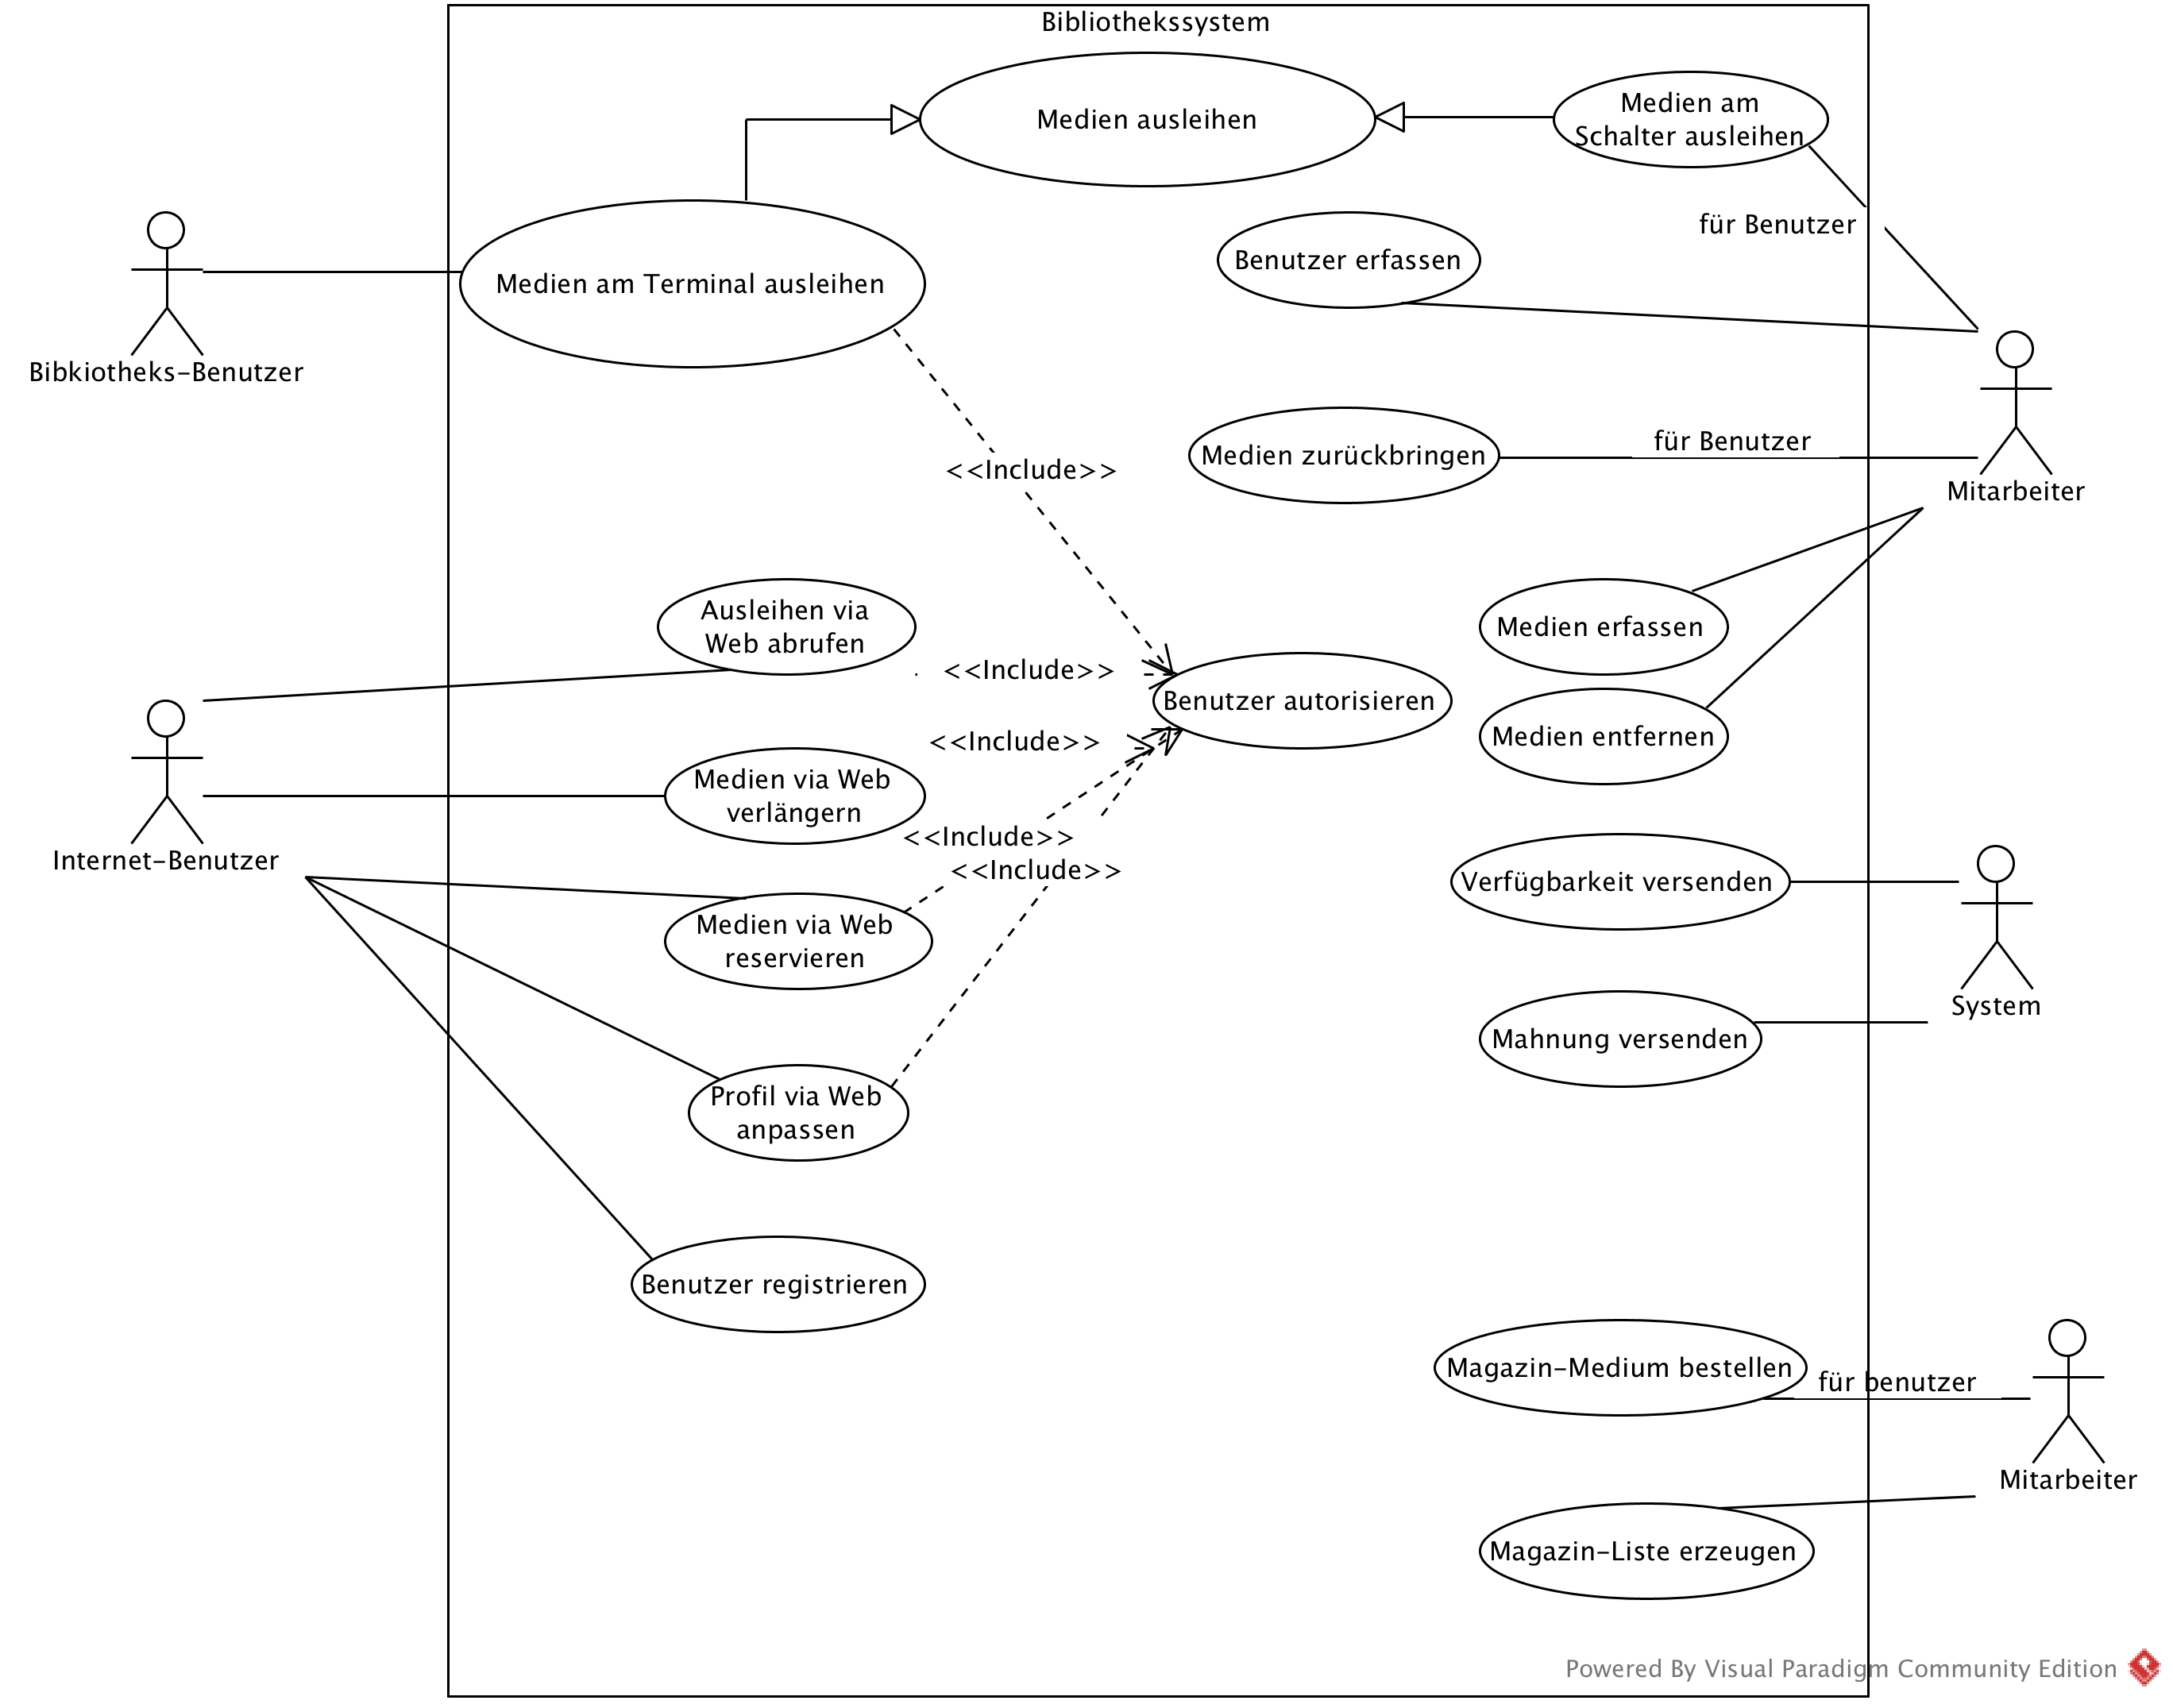 Bibliothekssystem
Medien ausleihen
Medien am
Schalter ausleihen
für Benutzer
Benutzer erfassen
Medien am Terminal ausleihen
Bibkiotheks-Benutzer
<<Include>>
Medien zurückbringen
für Benutzer
Mitarbeiter
Ausleihen via
Web abrufen
<<Include>>
Medien erfassen
Benutzer autorisieren
Medien entfernen
<<Include>>
Medien via Web
verlängern
<<Include>>
<<Include>>
Internet-Benutzer
Verfügbarkeit versenden
Medien via Web
reservieren
System
Mahnung versenden
Profil via Web
anpassen
Benutzer registrieren
Magazin-Medium bestellen
für benutzer
Mitarbeiter
Magazin-Liste erzeugen
Powered By Visual Paradigm Community Edition